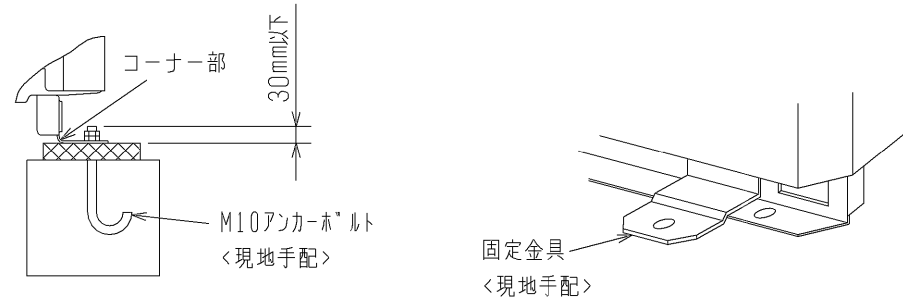 コーナー部
30mm以下
M10アンカーボルト
<現地手配>
固定金具
<現地手配>